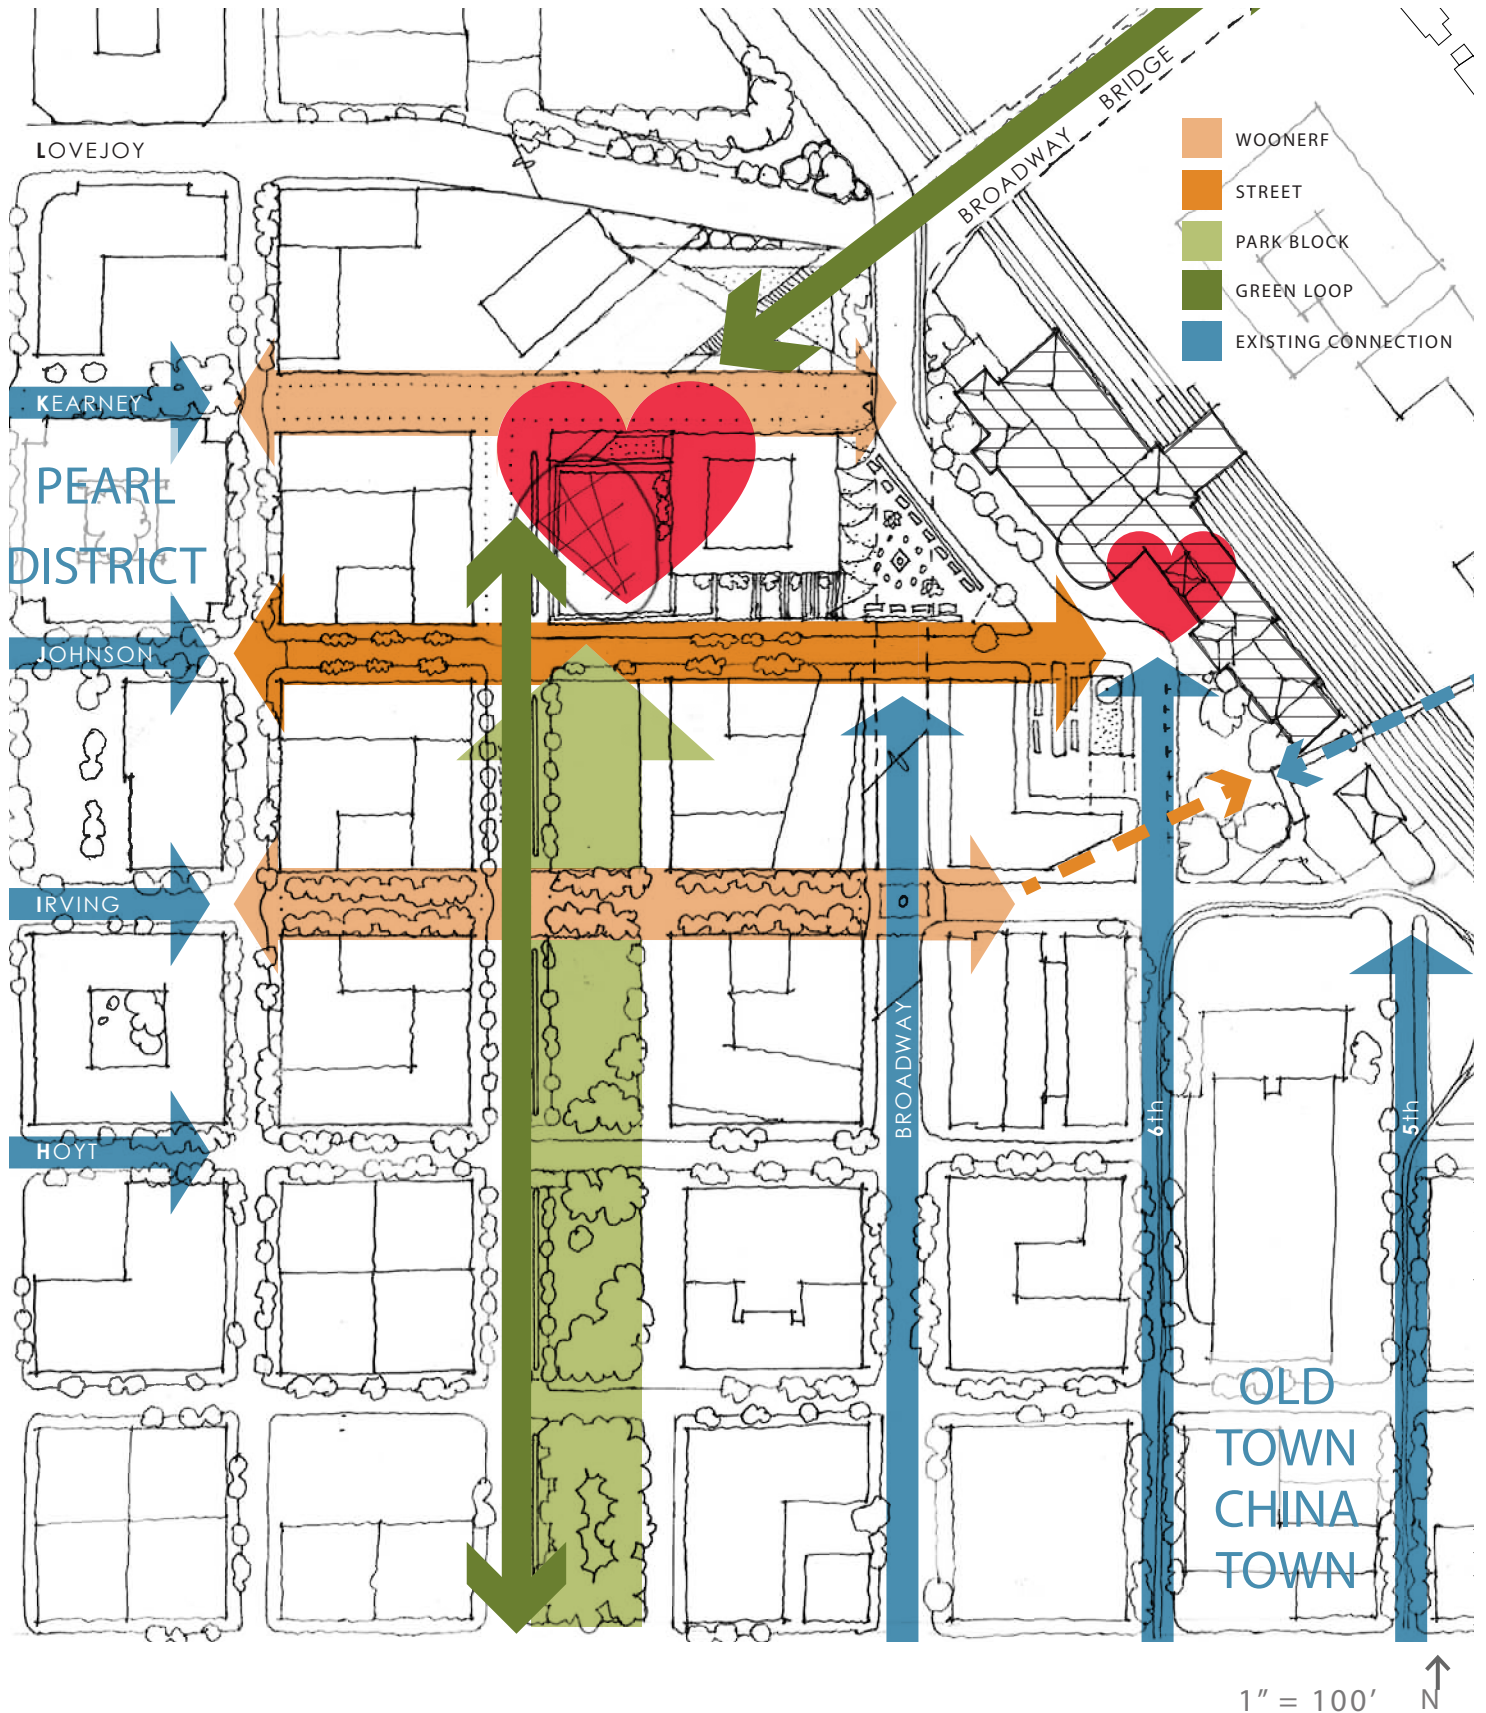 BROADWAY BRIDGE
WOONERF
STREET
PARK BLOCK
GREEN LOOP
EXISTING CONNECTION
LOVEJOY
KEARNEY
PEARL
DISTRICT
JOHNSON
IRVING
HOYT
BROADWAY
6th
5th
OLD
TOWN
CHINA
TOWN
1” = 100’
N